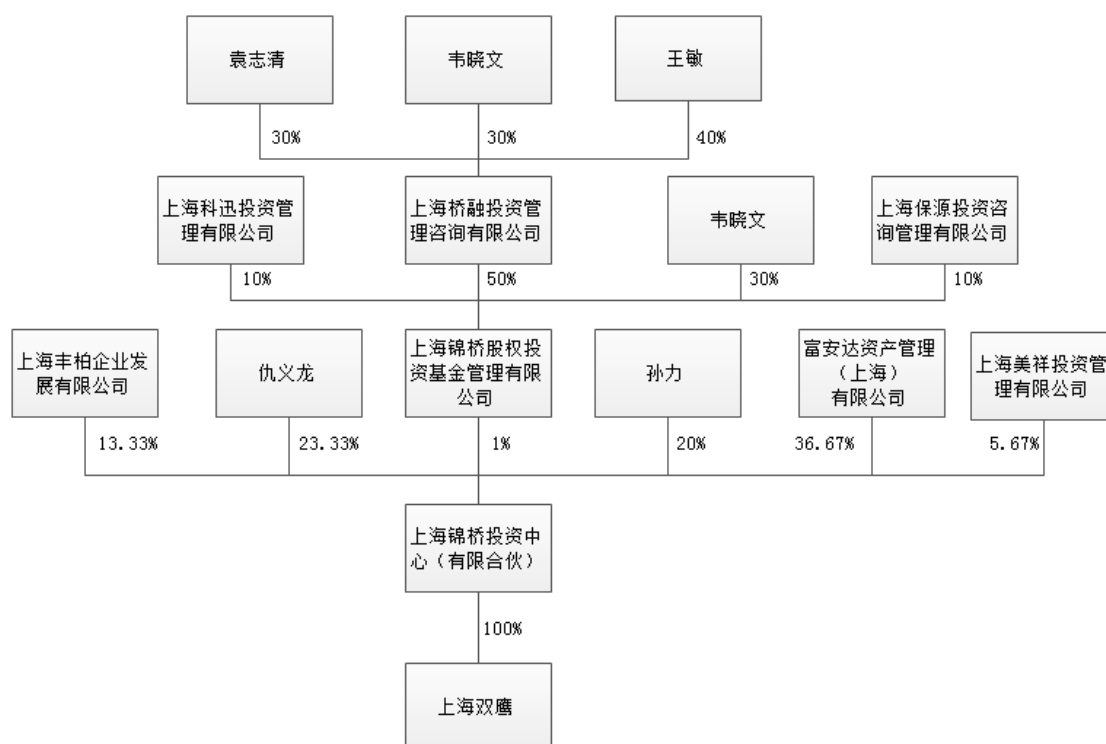 袁志清
韦晓文
王敏
30%
30%
40%
上海科迅投资管
理有限公司
上海桥融投资管
理咨询有限公司
韦晓文
上海保源投资咨
询管理有限公司
10%
50%
30%
10%
上海丰柏企业发
展有限公司
仇义龙
上海锦桥股权投
资基金管理有限
公司
孙力
富安达资产管理
（上海）
有限公司
上海美祥投资管
理有限公司
13.33%
23.33%
1%
20%
36.67%
5.67%
上海锦桥投资中
心（有限合伙）
100%
上海双鹰